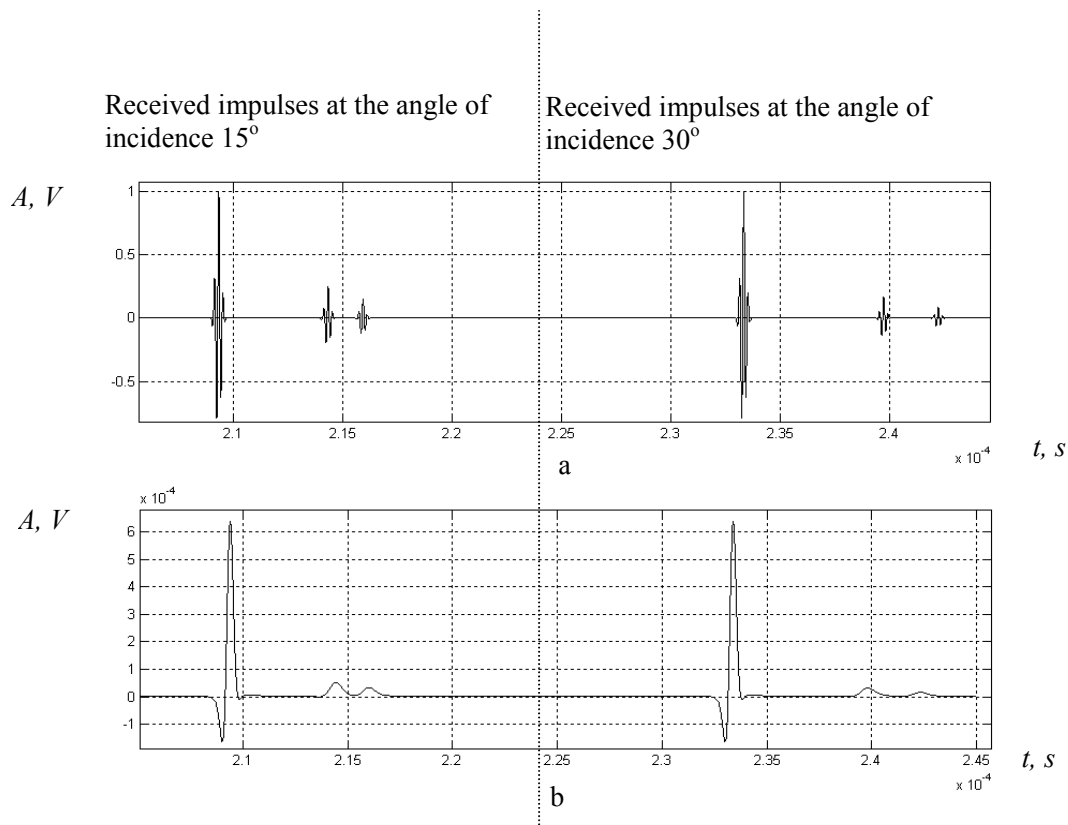 Received impulses at the angle of
incidence 15°
Received impulses at the angle of
incidence 30°
A, V
1
0.5
0
-0.5
2.1
2.15
2.2
2.25
2.3
2.35
2.4
x 10⁻⁴
t, s
a
x 10⁻⁴
A, V
6
5
4
3
2
1
0
-1
2.1
2.15
2.2
2.25
2.3
2.35
2.4
2.45
x 10⁻⁴
t, s
b